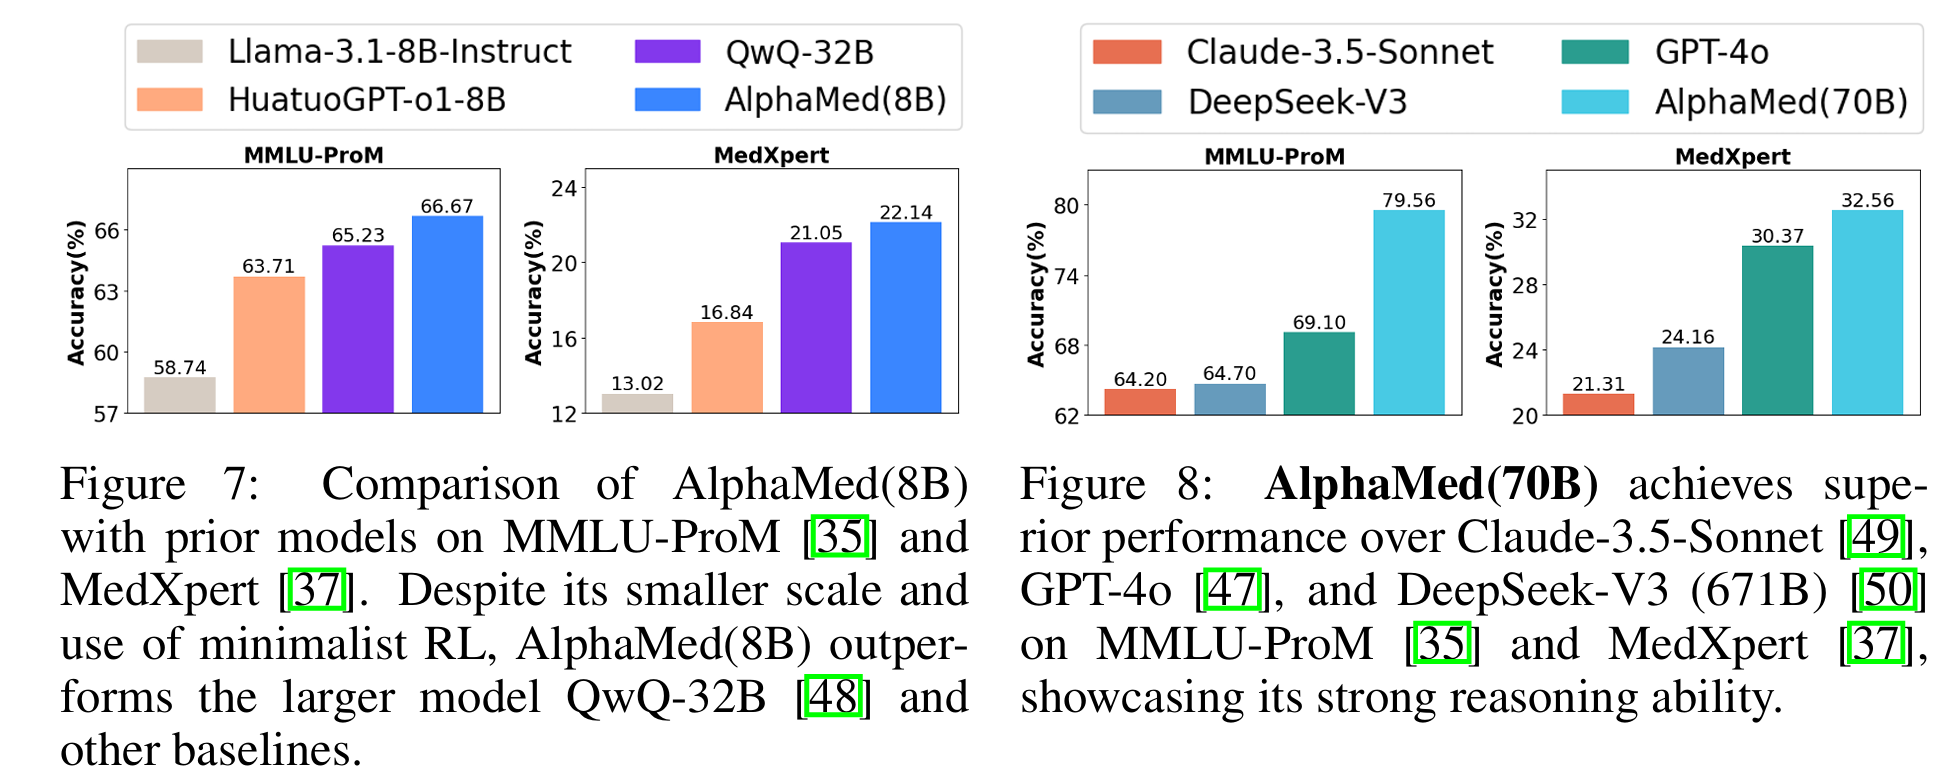 Llama-3.1-8B-Instruct
QwQ-32B
HuatuoGPT-o1-8B
AlphaMed(8B)
MMLU-ProM
Accuracy(%)
66
63
60
57
58.74
63.71
65.23
66.67
MedXpert
Accuracy(%)
24
20
16
12
13.02
16.84
21.05
22.14
Figure 7: Comparison of AlphaMed(8B)
with prior models on MMLU-ProM [35] and
MedXpert [37]. Despite its smaller scale and
use of minimalist RL, AlphaMed(8B) outper-
forms the larger model QwQ-32B [48] and
other baselines.
Claude-3.5-Sonnet
GPT-4o
DeepSeek-V3
AlphaMed(70B)
MMLU-ProM
Accuracy(%)
80
74
68
62
64.20
64.70
69.10
79.56
MedXpert
Accuracy(%)
32
28
24
20
21.31
24.16
30.37
32.56
Figure 8: AlphaMed(70B) achieves supe-
rior performance over Claude-3.5-Sonnet [49],
GPT-4o [47], and DeepSeek-V3 (671B) [50]
on MMLU-ProM [35] and MedXpert [37],
showcasing its strong reasoning ability.